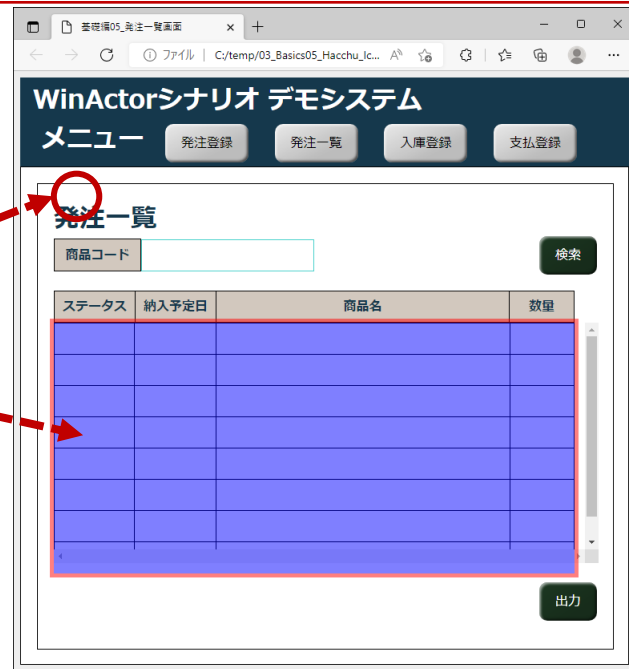 基礎編05_発注一覧画面
ファイル C:/temp/03_Basics05_Hacchu_Ic...
WinActorシナリオ デモシステム
メニュー 発注登録 発注一覧 入庫登録 支払登録
発注一覧
商品コード 検索
ステータス 納入予定日 商品名 数量
出力